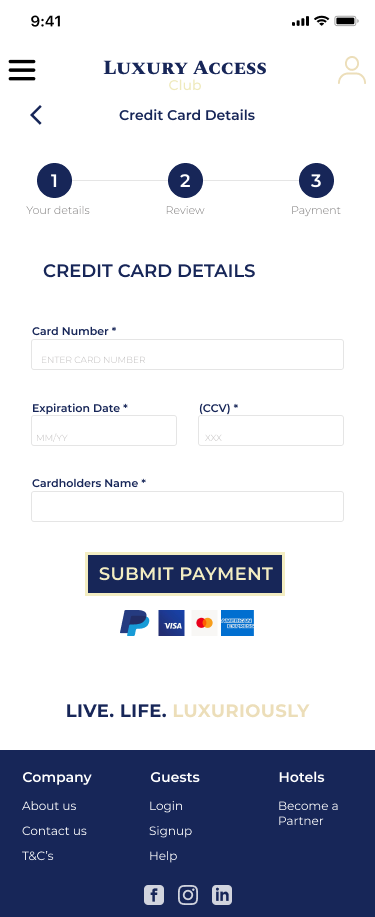 9:41
LUXURY ACCESS
Club
Credit Card Details
1 2 3
Your details Review Payment
CREDIT CARD DETAILS
Card Number *
ENTER CARD NUMBER
Expiration Date * (CCV) *
MM/YY XXX
Cardholders Name *
SUBMIT PAYMENT
VISA AMERICAN EXPRESS
LIVE. LIFE. LUXURIOUSLY
Company Guests Hotels
About us Login Become a
Partner
Contact us Signup
T&C's Help